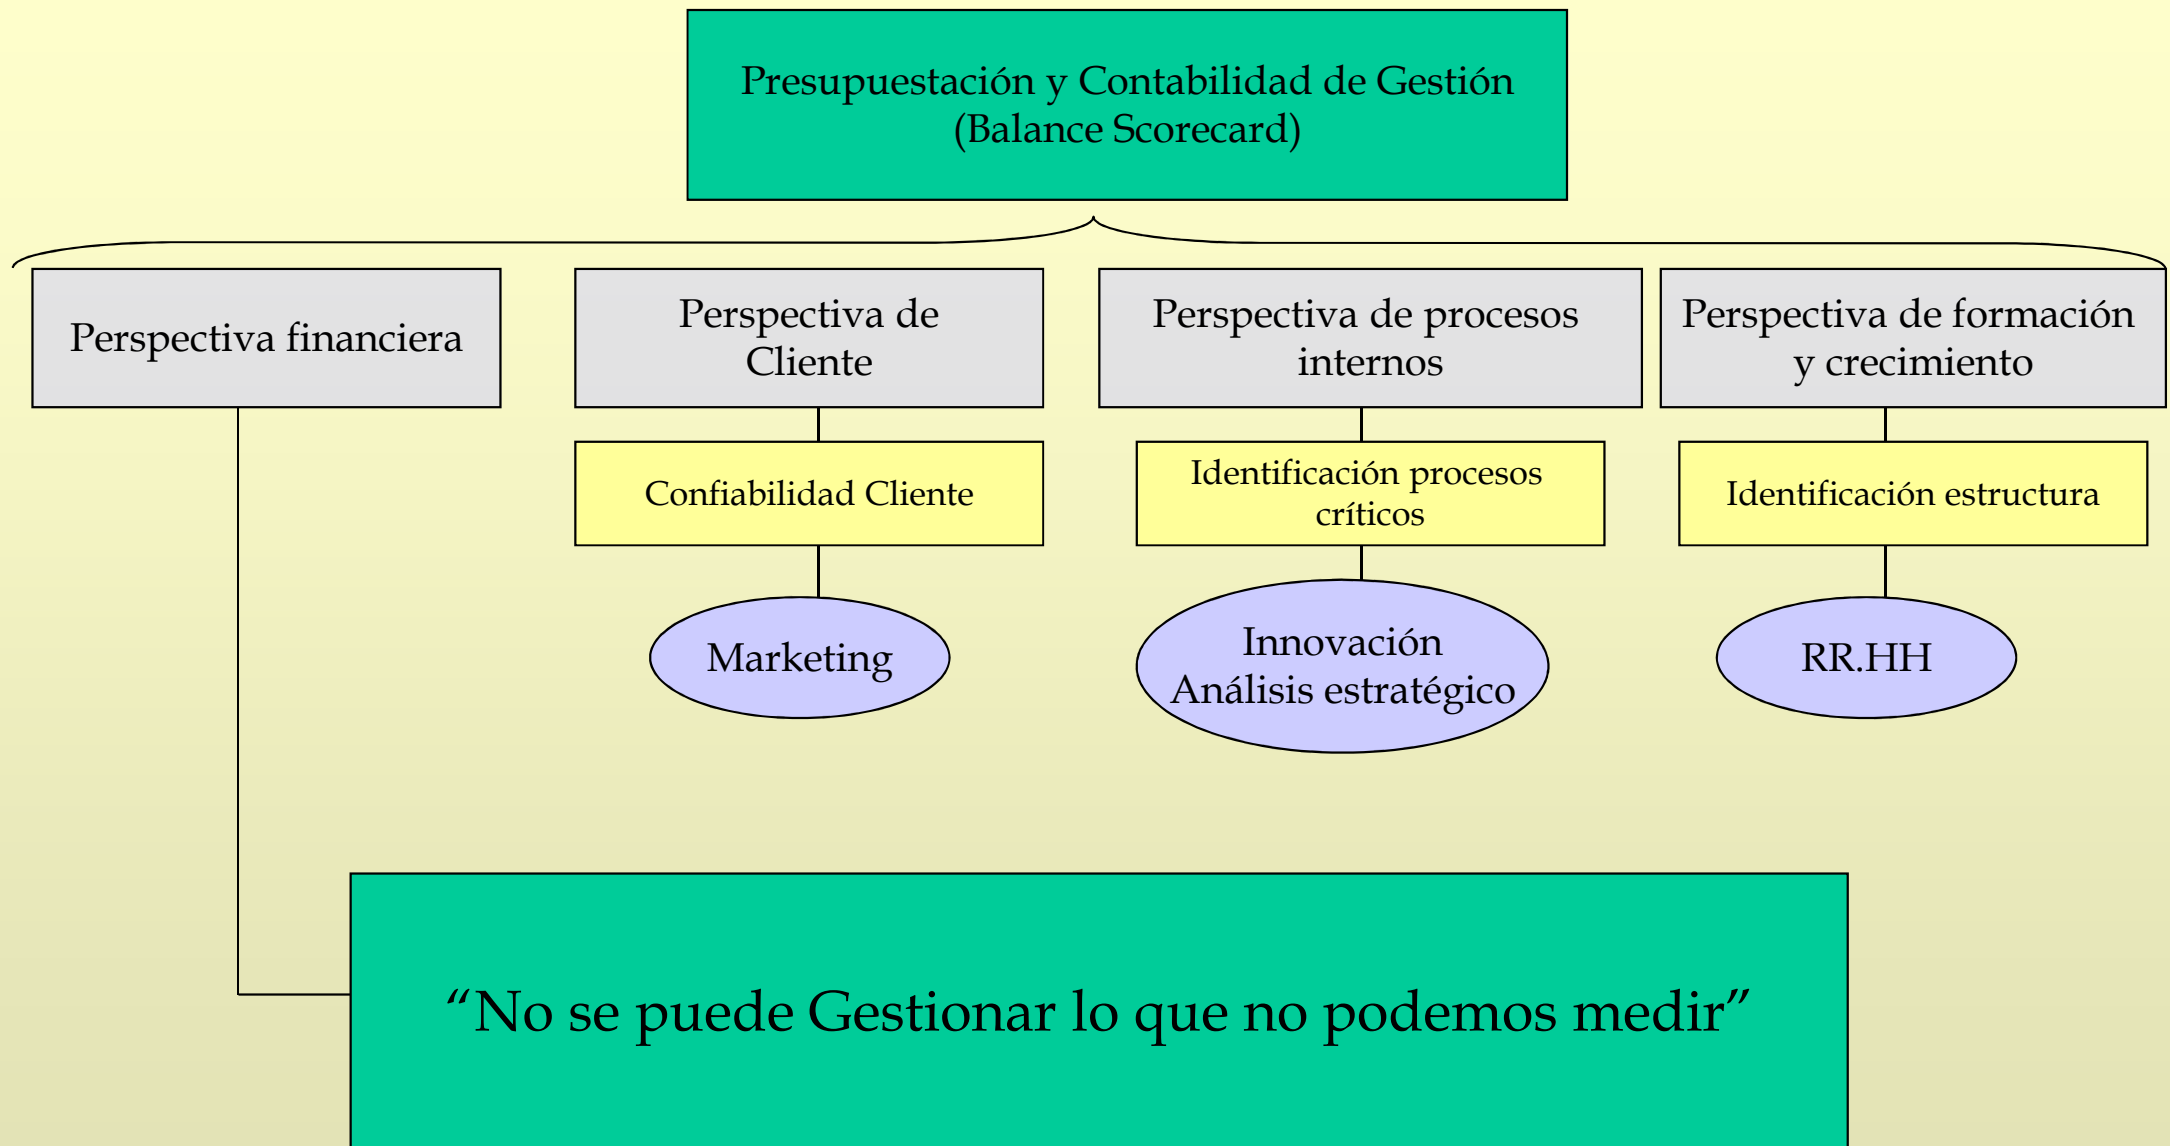 Presupuestación y Contabilidad de Gestión
(Balance Scorecard)
Perspectiva financiera
Perspectiva de
Cliente
Perspectiva de procesos
internos
Perspectiva de formación
y crecimiento
Confiabilidad Cliente
Identificación procesos
críticos
Identificación estructura
Marketing
Innovación
Análisis estratégico
RR.HH
“No se puede Gestionar lo que no podemos medir”